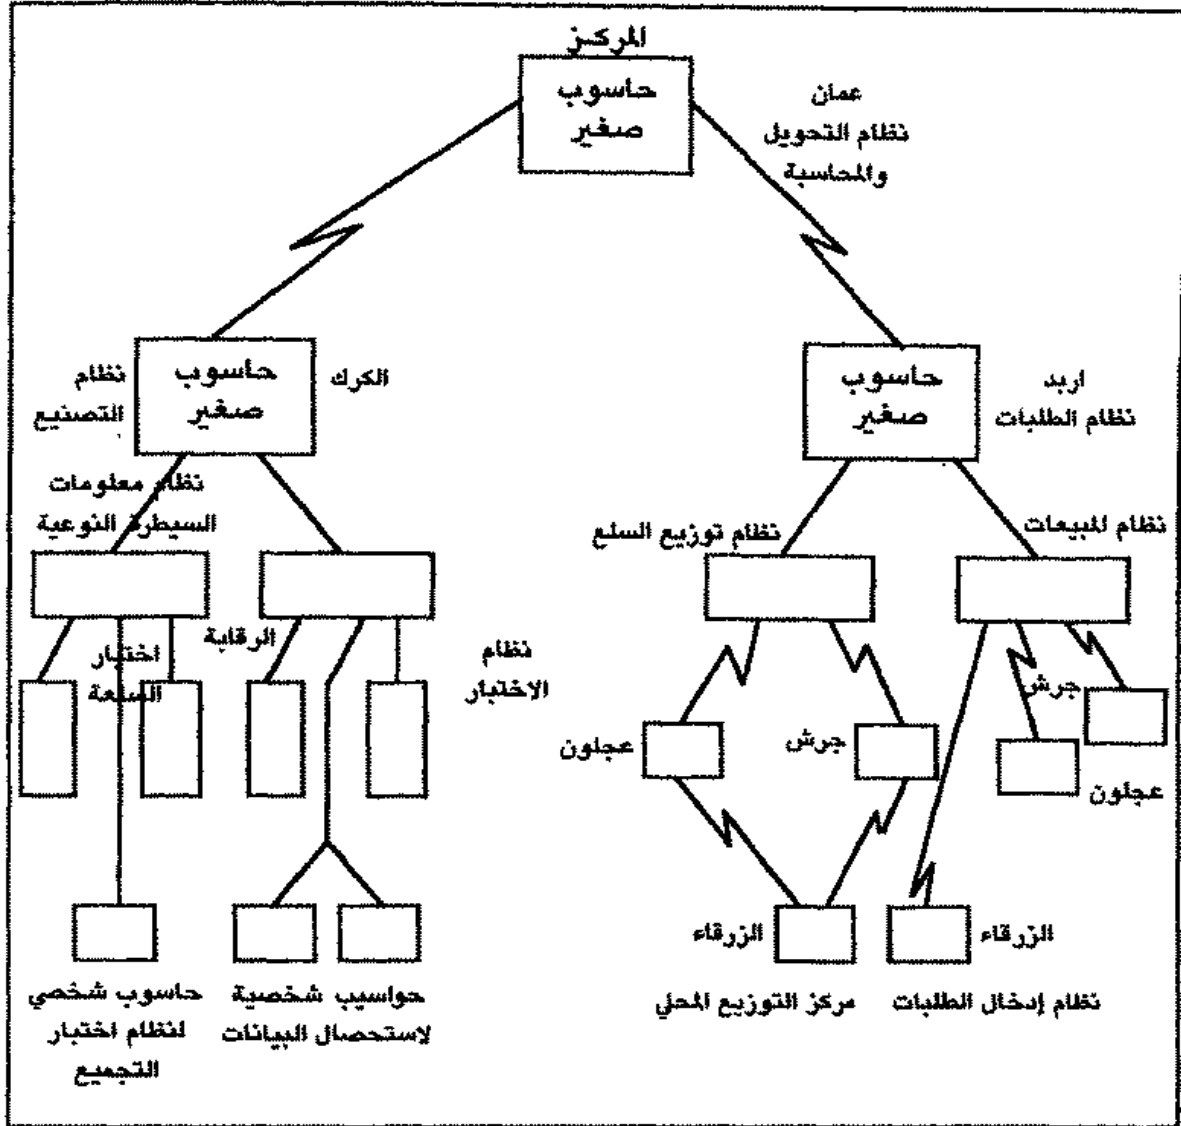 المركز
حاسوب
صغير
عمان
نظام التحويل
والمحاسبة
اربد
نظام الطلبات
حاسوب
صغير
الكرك
حاسوب
صغير
نظام
التصنيع
نظام المبيعات
نظام توزيع السلع
نظام معلومات
السيطرة النوعية
جرش
عجلون
جرش
عجلون
نظام
الاختبار
الرقابة
اختبار
السلعة
الزرقاء
الزرقاء
نظام إدخال الطلبات
مركز التوزيع المحلي
حواسيب شخصية
لاستحصال البيانات
حاسوب شخصي
لنظام اختبار
التجميع